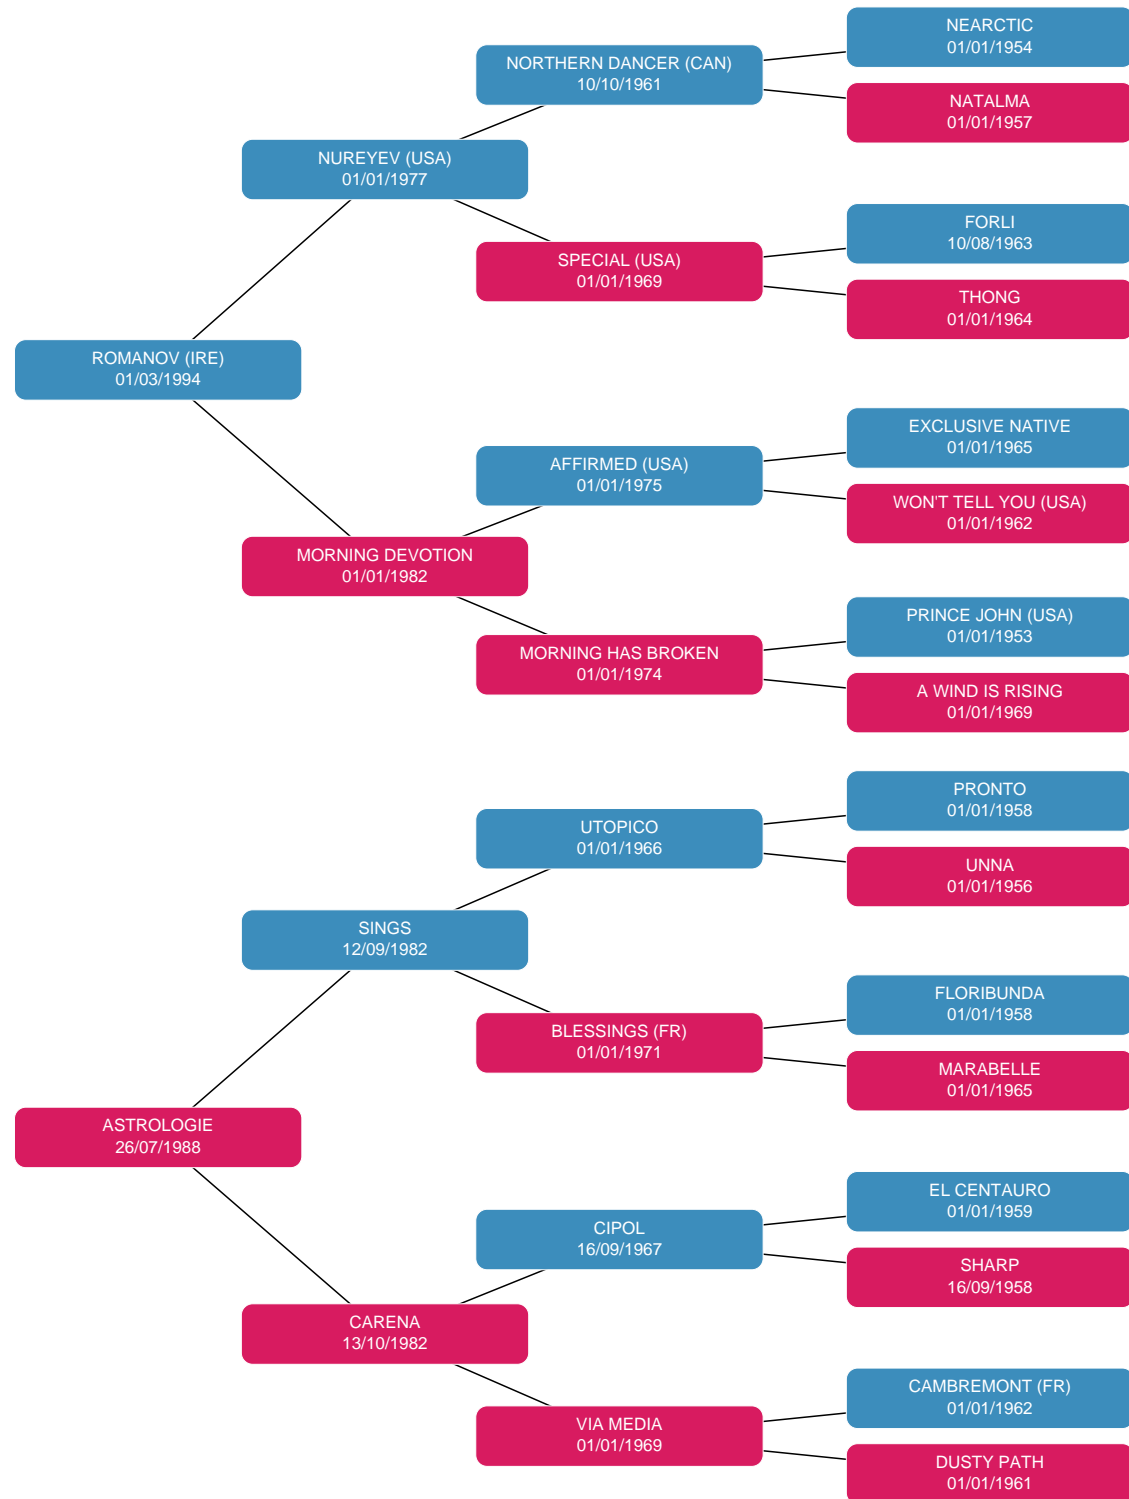 NEARCTIC
01/01/1954
NORTHERN DANCER (CAN)
10/10/1961
NATALMA
01/01/1957
NUREYEV (USA)
01/01/1977
FORLI
10/08/1963
SPECIAL (USA)
01/01/1969
THONG
01/01/1964
ROMANOV (IRE)
01/03/1994
EXCLUSIVE NATIVE
01/01/1965
AFFIRMED (USA)
01/01/1975
WON'T TELL YOU (USA)
01/01/1962
MORNING DEVOTION
01/01/1982
PRINCE JOHN (USA)
01/01/1953
MORNING HAS BROKEN
01/01/1974
A WIND IS RISING
01/01/1969
PRONTO
01/01/1958
UTOPICO
01/01/1966
UNNA
01/01/1956
SINGS
12/09/1982
FLORIBUNDA
01/01/1958
BLESSINGS (FR)
01/01/1971
MARABELLE
01/01/1965
ASTROLOGIE
26/07/1988
EL CENTAURO
01/01/1959
CIPOL
16/09/1967
SHARP
16/09/1958
CARENA
13/10/1982
CAMBREMONT (FR)
01/01/1962
VIA MEDIA
01/01/1969
DUSTY PATH
01/01/1961